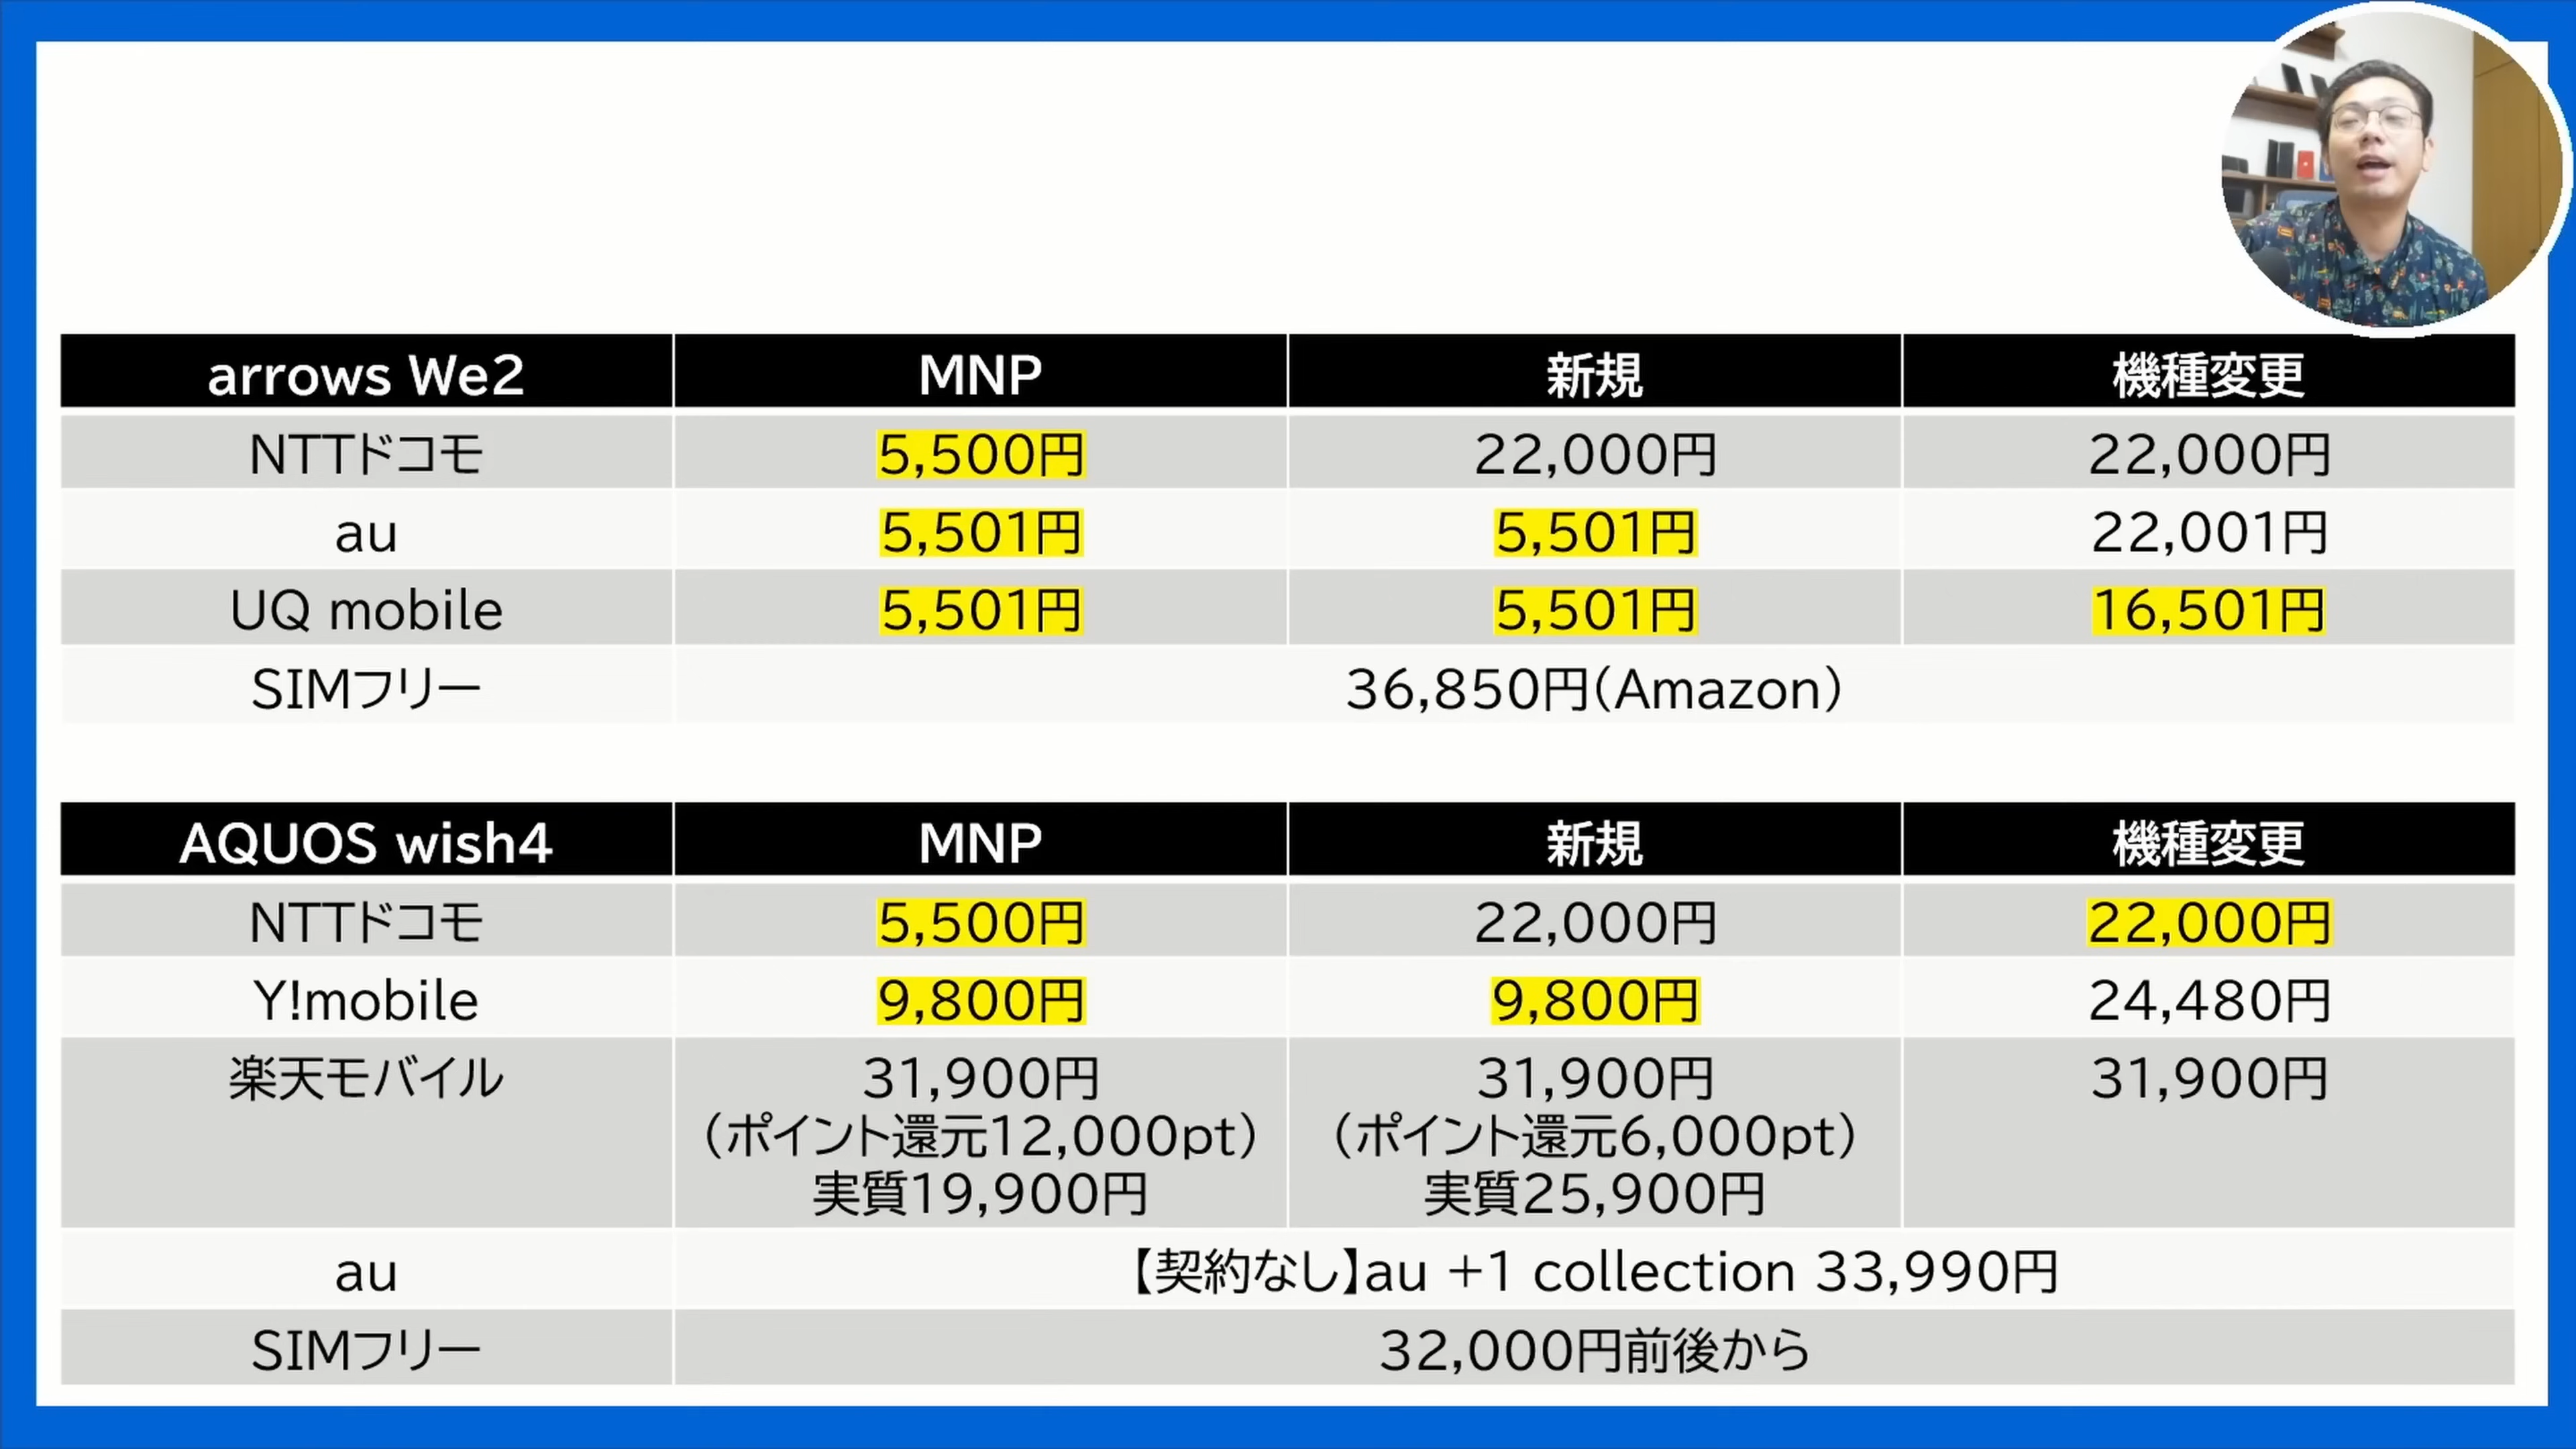 arrows We2 MNP 新規 機種変更
NTTドコモ 5,500円 22,000円 22,000円
au 5,501円 5,501円 22,001円
UQ mobile 5,501円 5,501円 16,501円
SIMフリー 36,850円(Amazon)
AQUOS wish4 MNP 新規 機種変更
NTTドコモ 5,500円 22,000円 22,000円
Y!mobile 9,800円 9,800円 24,480円
楽天モバイル 31,900円 31,900円 31,900円
(ポイント還元12,000pt) (ポイント還元6,000pt)
実質19,900円 実質25,900円
au 【契約なし】au +1 collection 33,990円
SIMフリー 32,000円前後から